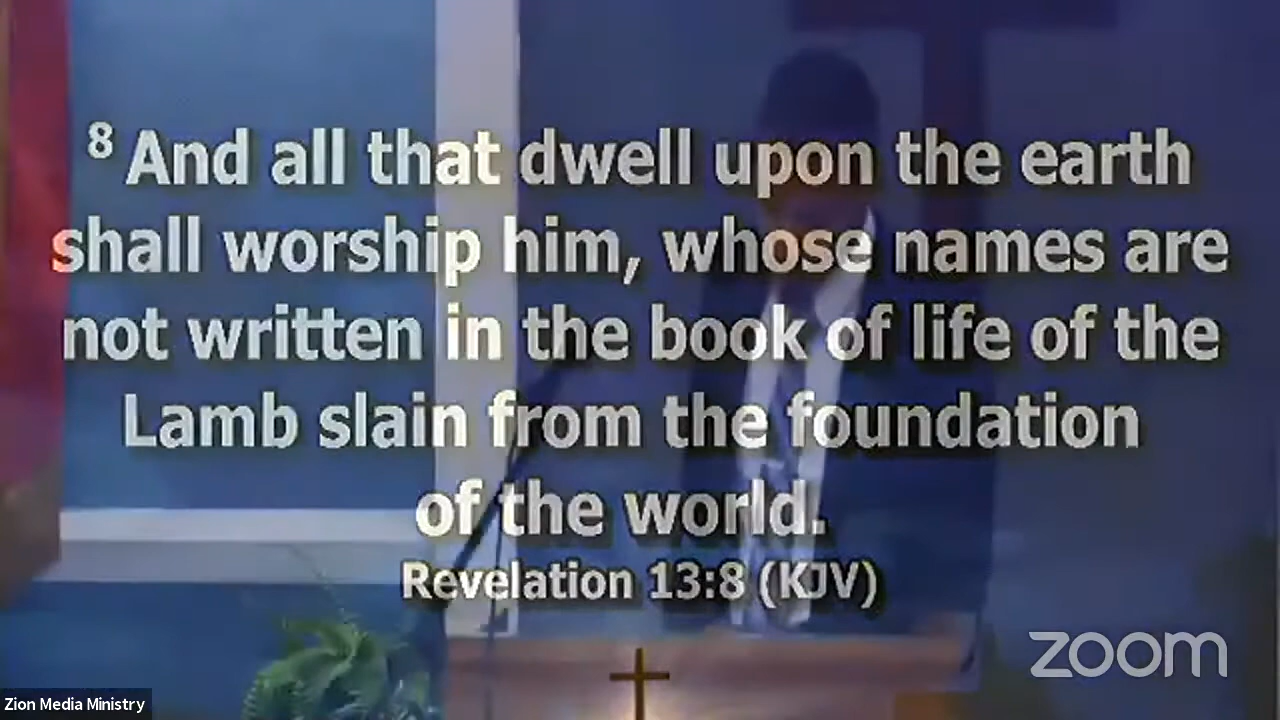 8 And all that dwell upon the earth
shall worship him, whose names are
not written in the book of life of the
Lamb slain from the foundation
of the world.
Revelation 13:8 (KJV)
zoom
Zion Media Ministry